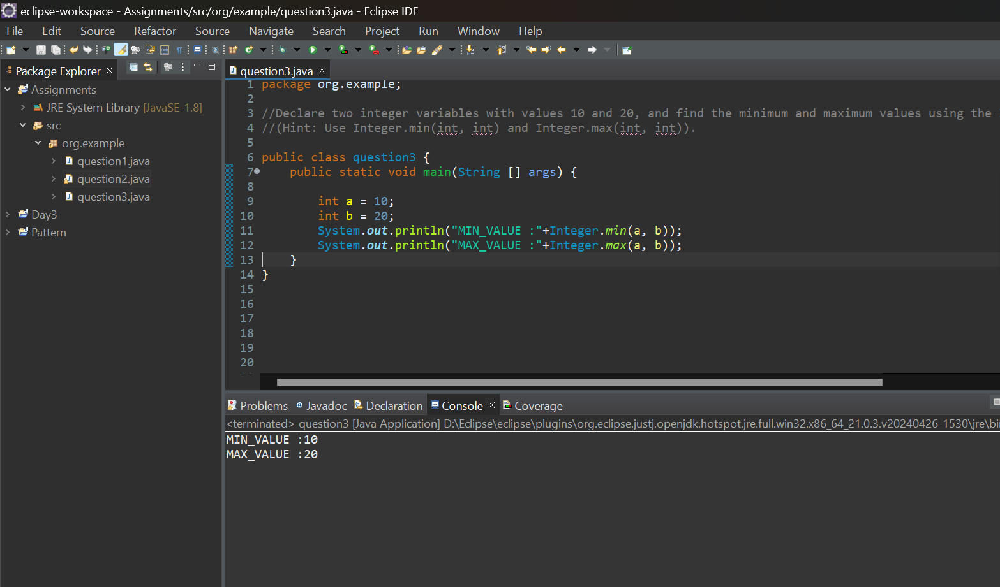 eclipse-workspace - Assignments/src/org/example/question3.java - Eclipse IDE
File Edit Source Refactor Source Navigate Search Project Run Window Help
Package Explorer
Assignments
JRE System Library [JavaSE-1.8]
src
org.example
question1.java
question2.java
question3.java
Day3
Pattern
question3.java
1 package org.example;
2
3 //Declare two integer variables with values 10 and 20, and find the minimum and maximum values using the
4 //(Hint: Use Integer.min(int, int) and Integer.max(int, int)).
5
6 public class question3 {
7 public static void main(String [] args) {
8
9 int a = 10;
10 int b = 20;
11 System.out.println("MIN_VALUE :"+Integer.min(a, b));
12 System.out.println("MAX_VALUE :"+Integer.max(a, b));
13 }
14 }
15
16
17
18
19
20
Problems Javadoc Declaration Console Coverage
<terminated> question3 [Java Application] D:\Eclipse\eclipse\plugins\org.eclipse.justj.openjdk.hotspot.jre.full.win32.x86_64_21.0.3.v20240426-1530\jre\bin
MIN_VALUE :10
MAX_VALUE :20